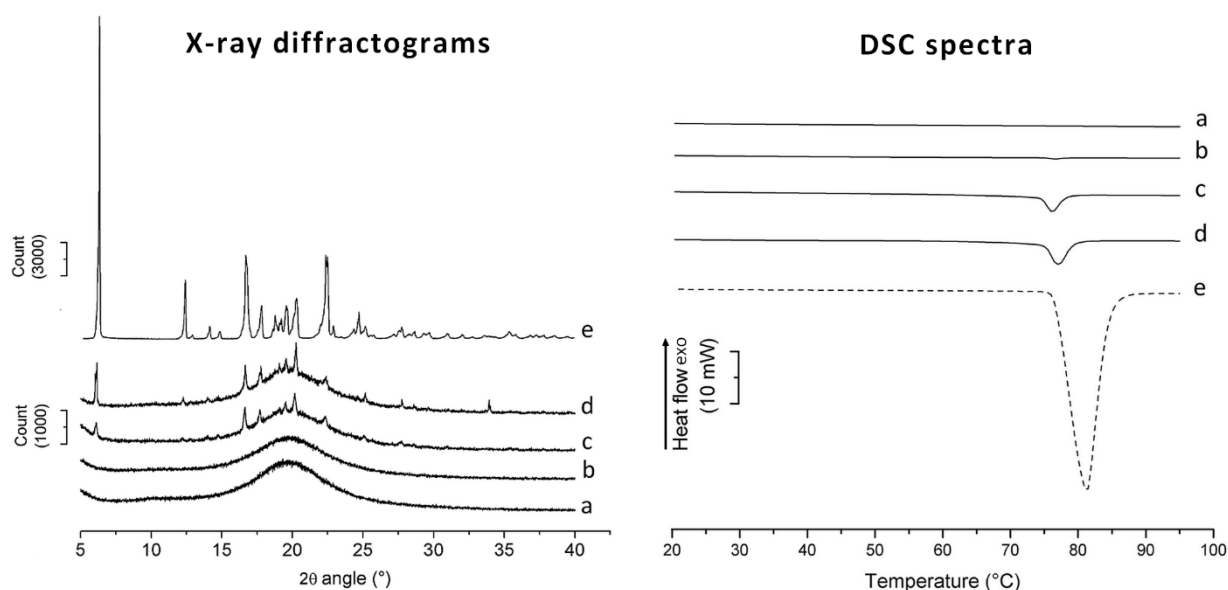 X-ray diffractograms
Count
(3000)
e
d
Count
(1000)
c
b
a
5 10 15 20 25 30 35 40
2θ angle (°)
DSC spectra
a
b
c
d
e
Heat flow exo
(10 mW)
20 30 40 50 60 70 80 90 100
Temperature (°C)